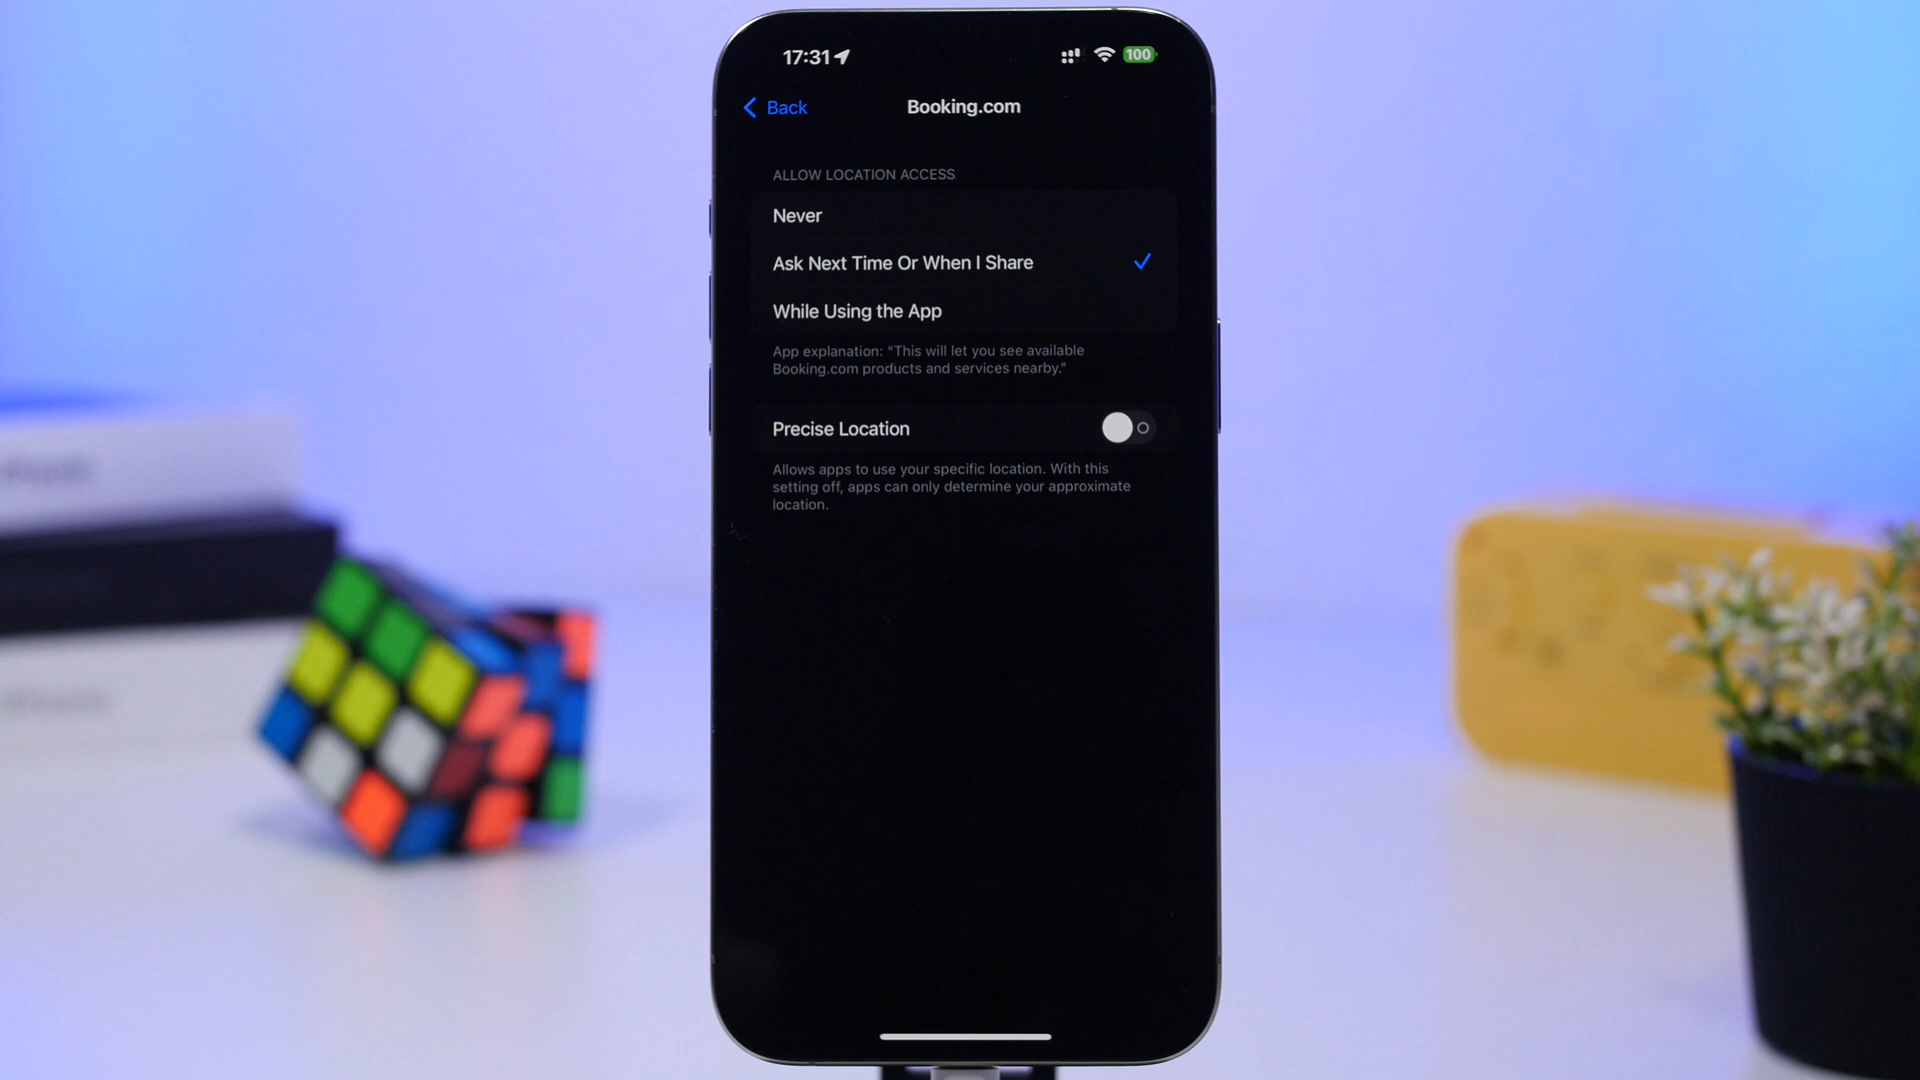 17:31
100
Back
Booking.com
ALLOW LOCATION ACCESS
Never
Ask Next Time Or When I Share
While Using the App
App explanation: “This will let you see available
Booking.com products and services nearby.”
Precise Location
Allows apps to use your specific location. With this
setting off, apps can only determine your approximate
location.